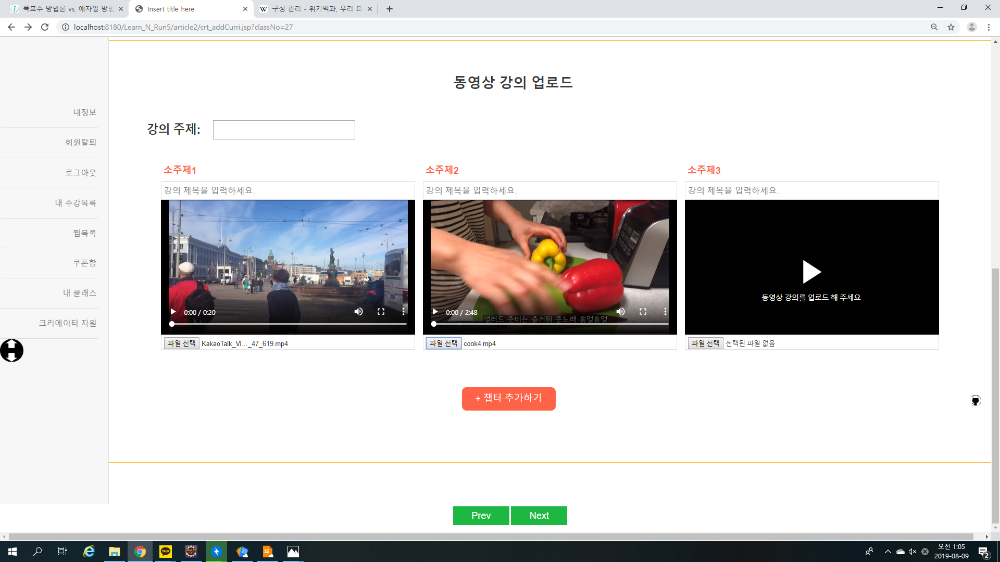 폭포수 방법론 vs. 애자일 방법
Insert title here
구성 관리 - 위키백과, 우리 모
localhost:8180/Learn_N_Run5/article2/crt_addCurri.jsp?classNo=27
동영상 강의 업로드
내정보
회원탈퇴
로그아웃
내 수강목록
찜목록
쿠폰함
내 클래스
크리에이터 지원
강의 주제:
소주제1
소주제2
소주제3
강의 제목을 입력하세요.
강의 제목을 입력하세요.
강의 제목을 입력하세요.
0:00 / 0:20
0:00 / 2:48
샐러드 준비는 즐거워 콧노래 흥얼흥얼
동영상 강의를 업로드 해 주세요.
파일 선택 KakaoTalk_Vi…_47_619.mp4
파일 선택 cook4.mp4
파일 선택 선택된 파일 없음
+ 챕터 추가하기
Prev
Next
TALK
오전 1:05
2019-08-09
2